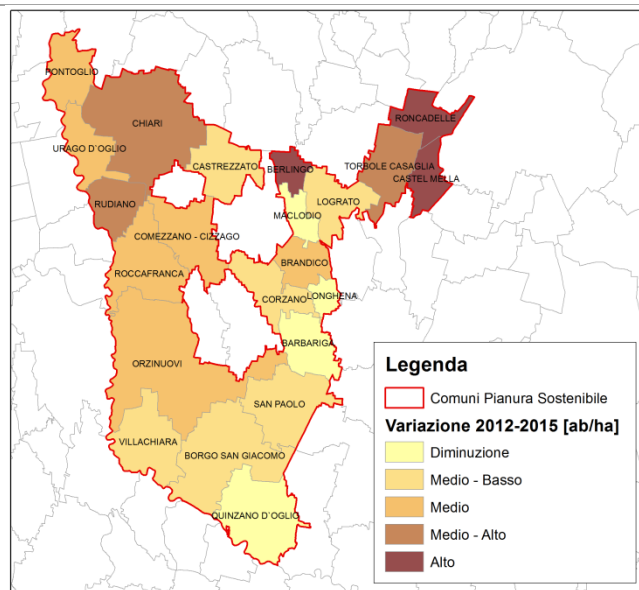 PONTOGLIO
RONCADELLE
CHIARI
URAGO D`OGLIO
CASTREZZATO
BERLINGO
TORBOLE CASAGLIA
CASTEL MELLA
RUDIANO
LOGRATO
MACLODIO
COMEZZANO - CIZZAGO
BRANDICO
ROCCAFRANCA
CORZANO
LONGHENA
BARBARIGA
ORZINUOVI
SAN PAOLO
VILLACHIARA
BORGO SAN GIACOMO
QUINZANO D`OGLIO
Legenda
Comuni Pianura Sostenibile
Variazione 2012-2015 [ab/ha]
Diminuzione
Medio - Basso
Medio
Medio - Alto
Alto